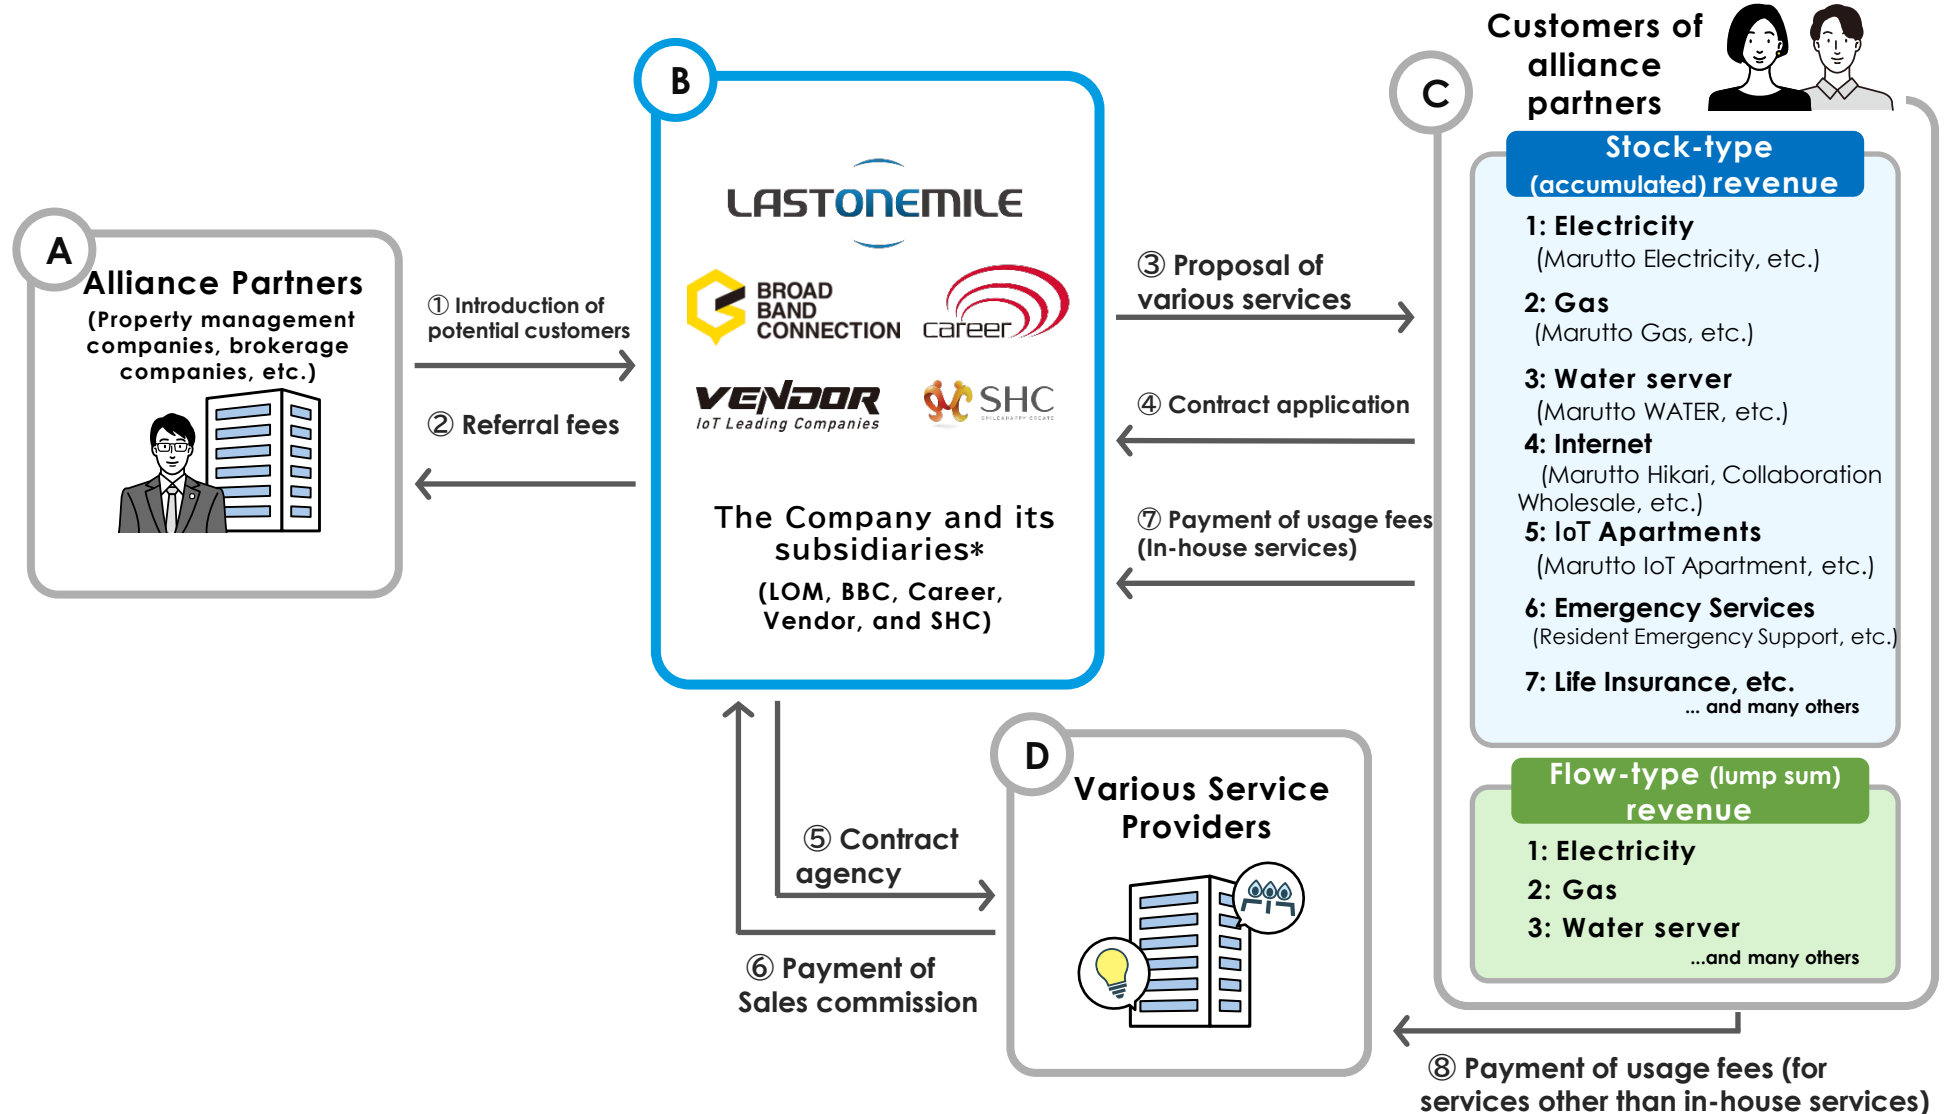 A
Alliance Partners
(Property management
companies, brokerage
companies, etc.)
① Introduction of
potential customers
② Referral fees
B
LASTONEMILE
BROAD
BAND
CONNECTION
career
VENDOR
IoT Leading Companies
SHC
SMILE&HAPPY CREATE
The Company and its
subsidiaries*
(LOM, BBC, Career,
Vendor, and SHC)
③ Proposal of
various services
④ Contract application
⑦ Payment of usage fees
(In-house services)
⑤ Contract
agency
⑥ Payment of
Sales commission
D
Various Service
Providers
C
Customers of
alliance
partners
Stock-type
(accumulated) revenue
1: Electricity
(Marutto Electricity, etc.)
2: Gas
(Marutto Gas, etc.)
3: Water server
(Marutto WATER, etc.)
4: Internet
(Marutto Hikari, Collaboration
Wholesale, etc.)
5: IoT Apartments
(Marutto IoT Apartment, etc.)
6: Emergency Services
(Resident Emergency Support, etc.)
7: Life Insurance, etc.
... and many others
Flow-type (lump sum)
revenue
1: Electricity
2: Gas
3: Water server
...and many others
⑧ Payment of usage fees (for
services other than in-house services)